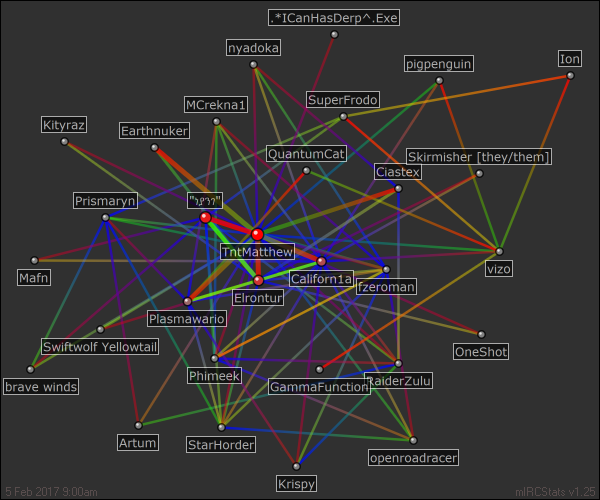 .*ICanHasDerp^.Exe
nyadoka
Ion
pigpenguin
MCrekna1
SuperFrodo
Kityraz
Earthnuker
QuantumCat
Skirmisher [they/them]
Ciastex
Prismaryn
TntMatthew
vizo
Mafn
Californ1a
fzeroman
Elrontur
Plasmawario
Swiftwolf Yellowtail
OneShot
Phimeek
RaiderZulu
GammaFunction
brave winds
Artum
StarHorder
openroadracer
Krispy
5 Feb 2017 9:00am
mIRCStats v1.25